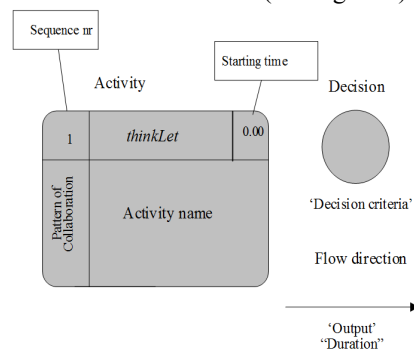 Sequence nr
Starting time
Activity
Decision
1
thinkLet
0.00
Pattern of
Collaboration
Activity name
‘Decision criteria’
Flow direction
‘Output’
“Duration”